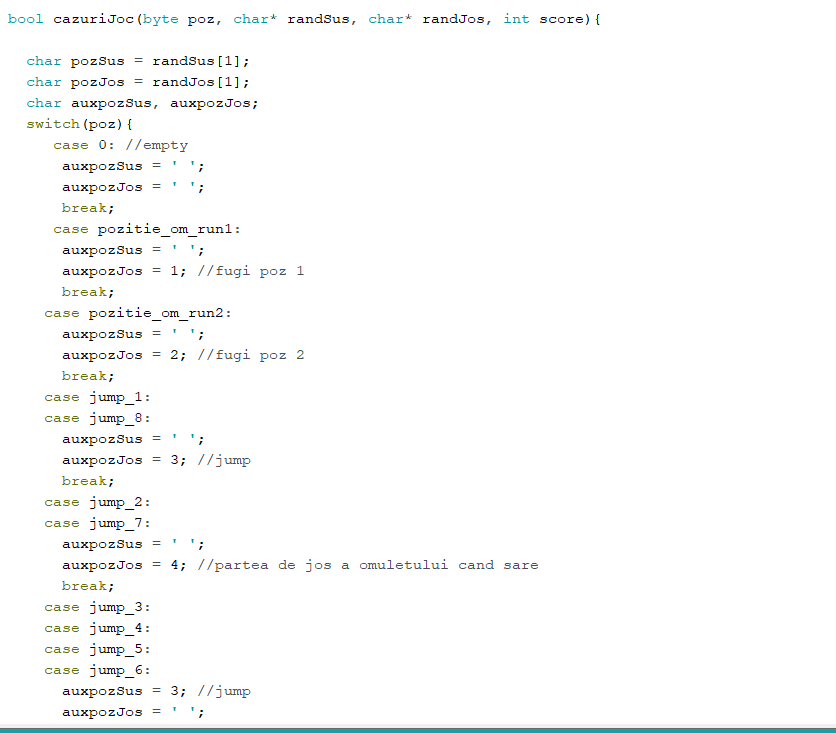 bool cazuriJoc(byte poz, char* randSus, char* randJos, int score){
char pozSus = randSus[1];
char pozJos = randJos[1];
char auxpozSus, auxpozJos;
switch(poz){
case 0: //empty
auxpozSus = ' ';
auxpozJos = ' ';
break;
case pozitie_om_run1:
auxpozSus = ' ';
auxpozJos = 1; //fugi poz 1
break;
case pozitie_om_run2:
auxpozSus = ' ';
auxpozJos = 2; //fugi poz 2
break;
case jump_1:
case jump_8:
auxpozSus = ' ';
auxpozJos = 3; //jump
break;
case jump_2:
case jump_7:
auxpozSus = ' ';
auxpozJos = 4; //partea de jos a omuletului cand sare
break;
case jump_3:
case jump_4:
case jump_5:
case jump_6:
auxpozSus = 3; //jump
auxpozJos = ' ';